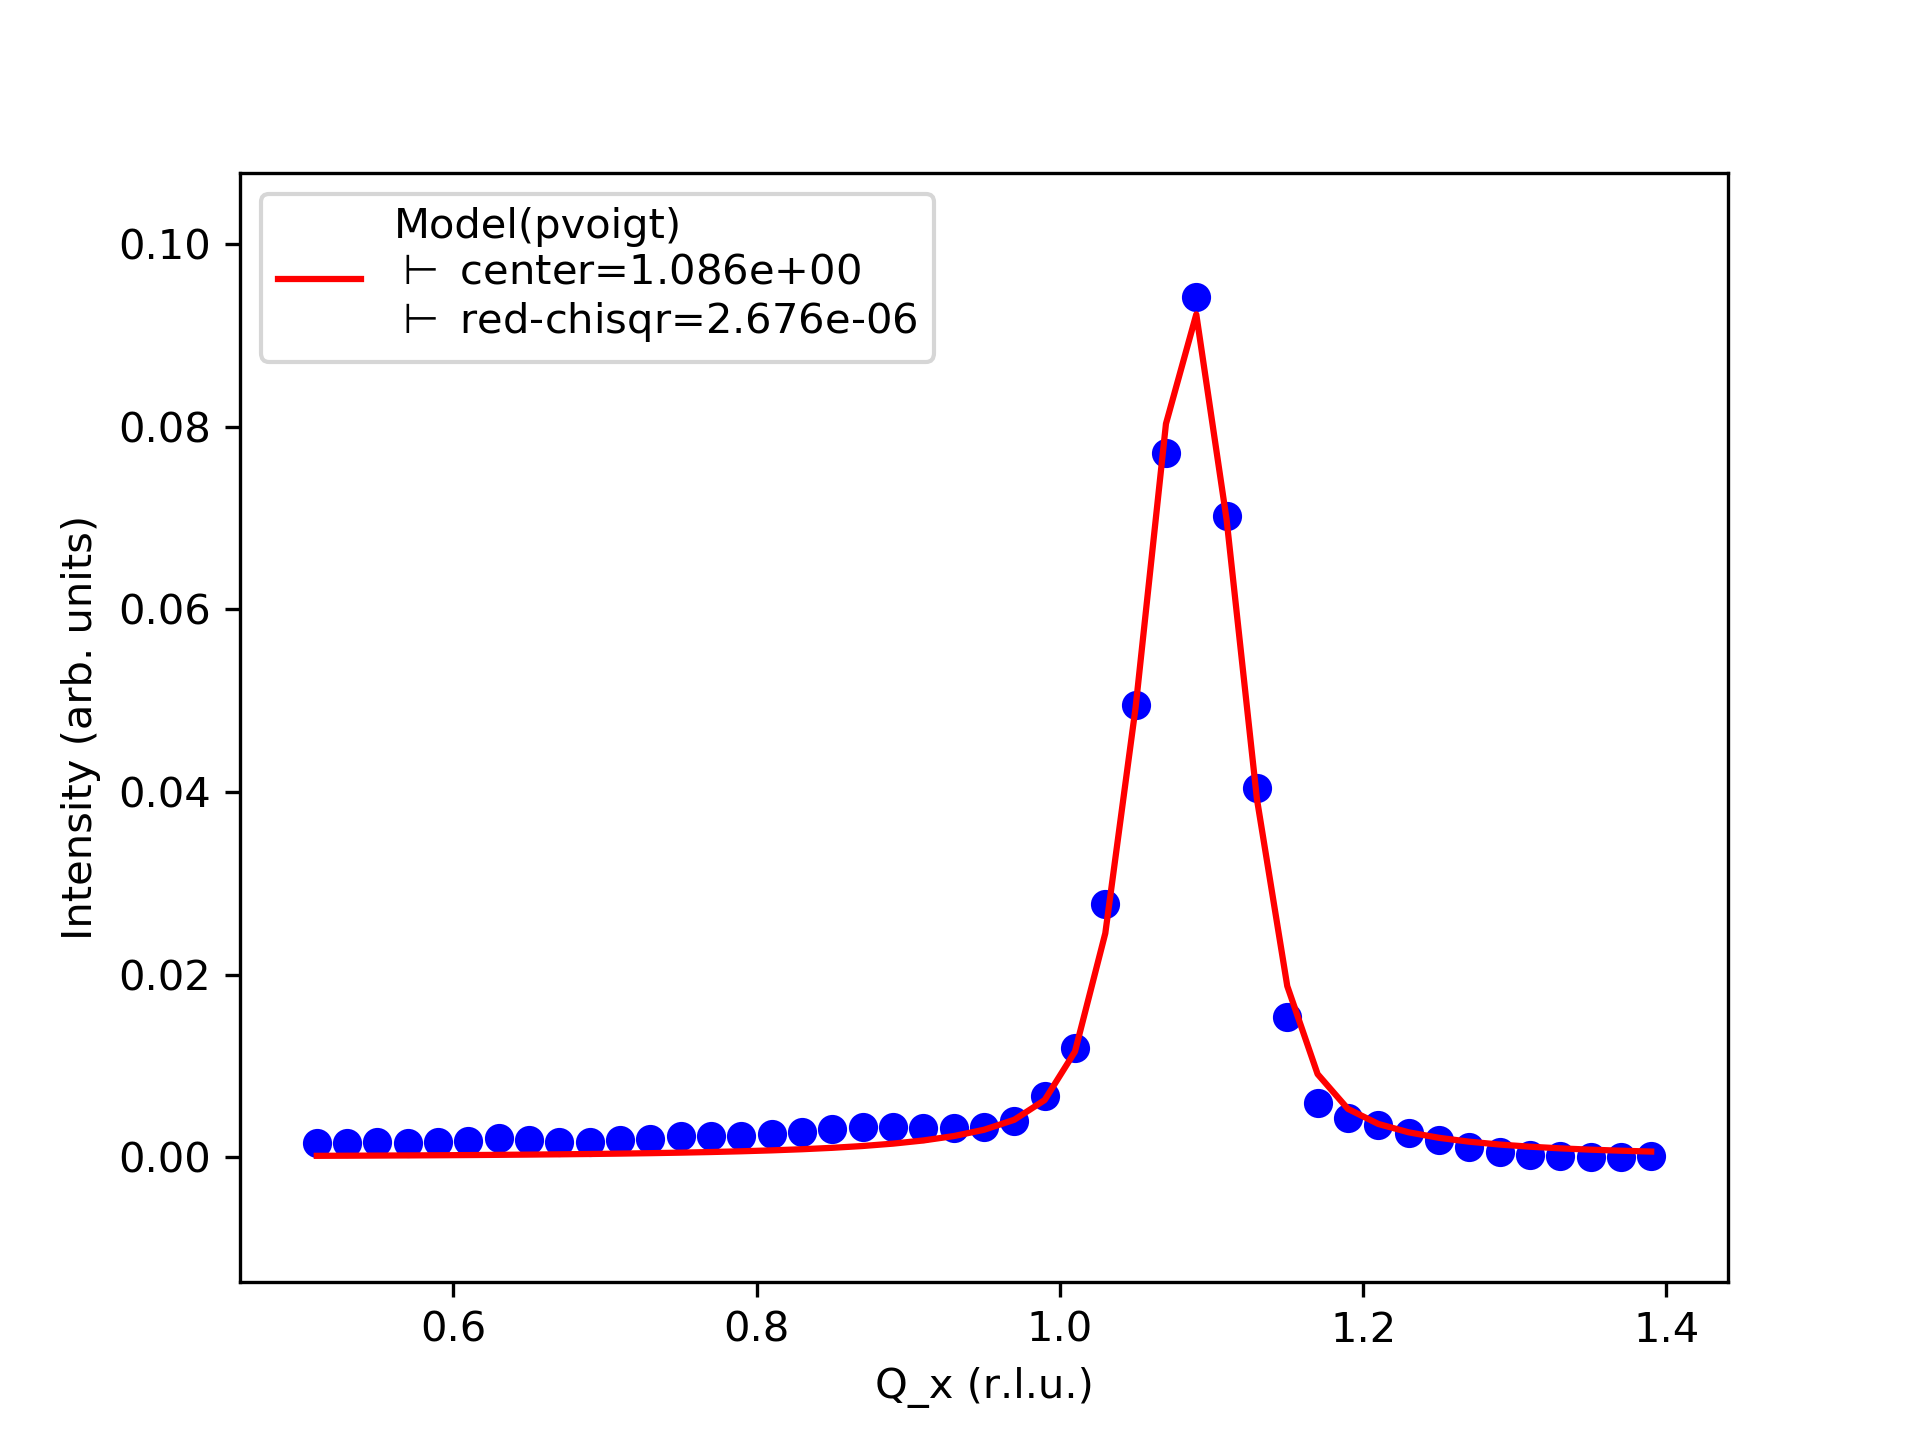 Model(pvoigt)
⊢ center=1.086e+00
⊢ red-chisqr=2.676e-06
0.10
0.08
0.06
0.04
0.02
0.00
Intensity (arb. units)
0.6 0.8 1.0 1.2 1.4
Q_x (r.l.u.)